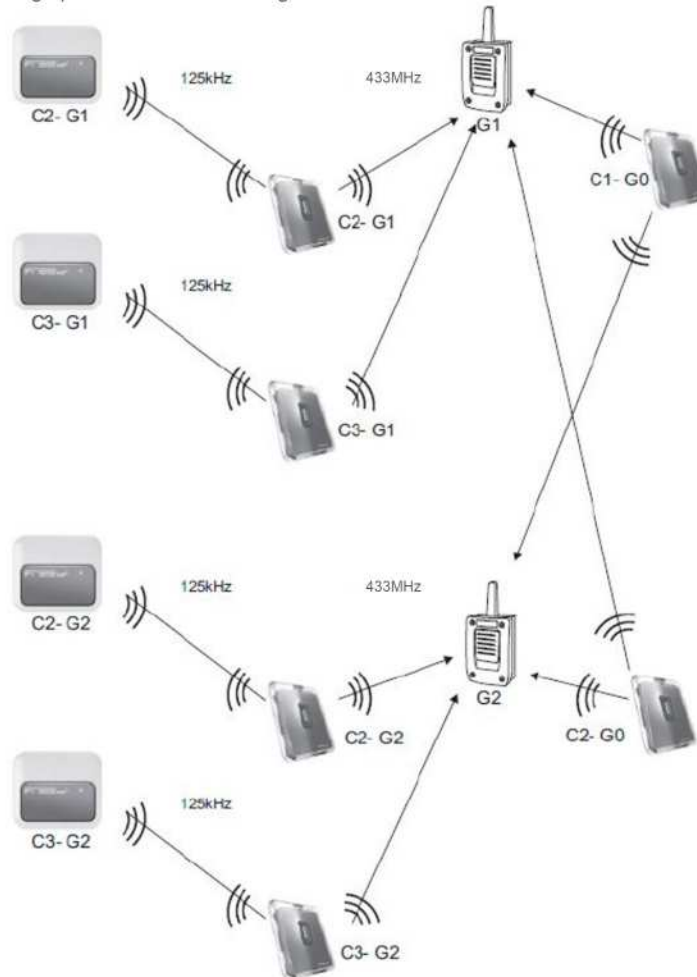 125kHz
433MHz
C2- G1
G1
C1- G0
C2- G1
125kHz
C3- G1
C3- G1
125kHz
433MHz
C2- G2
G2
C2- G2
C2- G0
125kHz
C3- G2
C3- G2